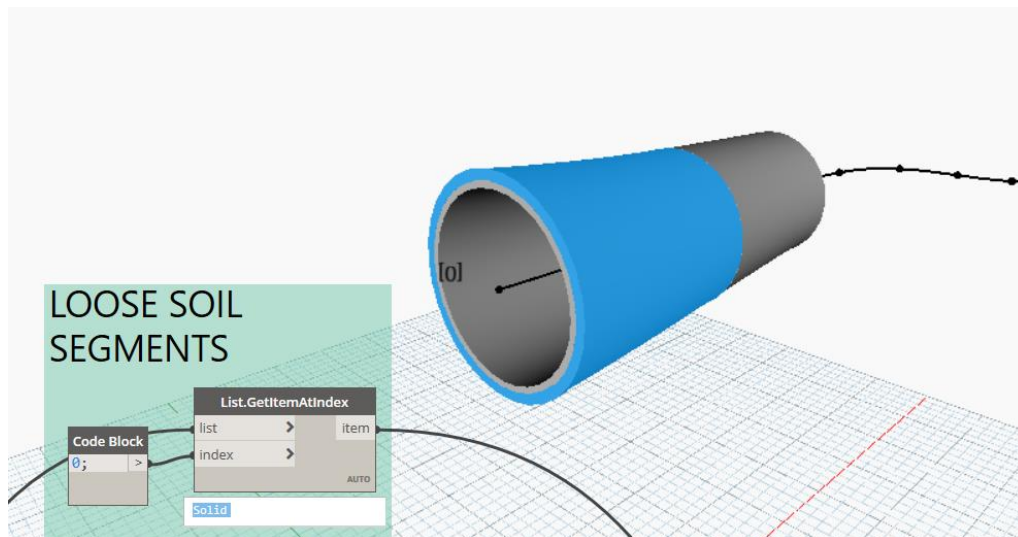 [0]
LOOSE SOIL
SEGMENTS
List.GetItemAtIndex
list > item
Code Block
0; >
index >
AUTO
Solid